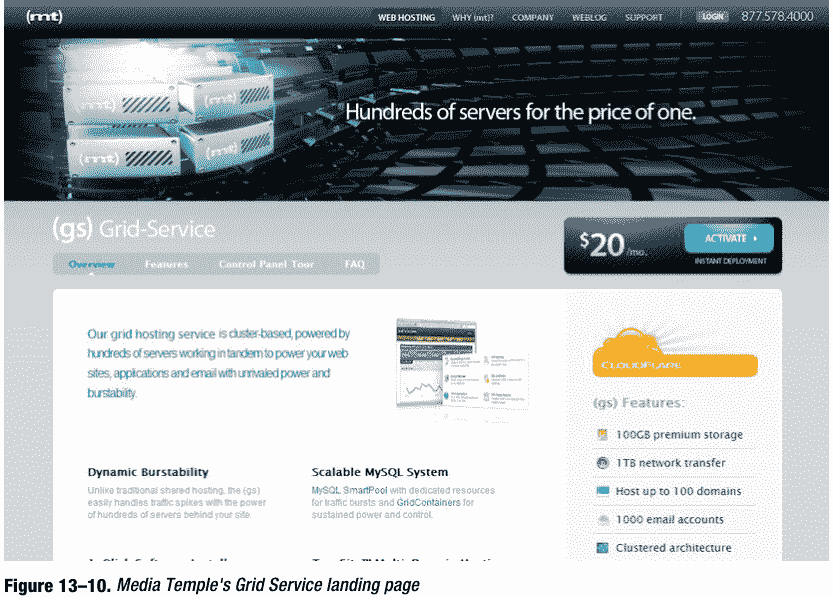 (mt)
WEB HOSTING WHY (mt)? COMPANY WEBLOG SUPPORT LOGIN 877.578.4000
Hundreds of servers for the price of one.
(mt) (mt)
(mt) (mt)
(gs) Grid-Service
$20 /mo. ACTIVATE
INSTANT DEPLOYMENT
Overview Features Control Panel Tour FAQ
Our grid hosting service is cluster-based, powered by
hundreds of servers working in tandem to power your web
sites, applications and email with unrivaled power and
burstability.
CLOUDFLARE
(gs) Features:
100GB premium storage
1TB network transfer
Host up to 100 domains
1000 email accounts
Clustered architecture
Dynamic Burstability
Unlike traditional shared hosting, the (gs)
easily handles traffic spikes with the power
of hundreds of servers behind your site.
Scalable MySQL System
MySQL SmartPool with dedicated resources
for traffic bursts and GridContainers for
sustained power and control.
Figure 13–10. Media Temple's Grid Service landing page